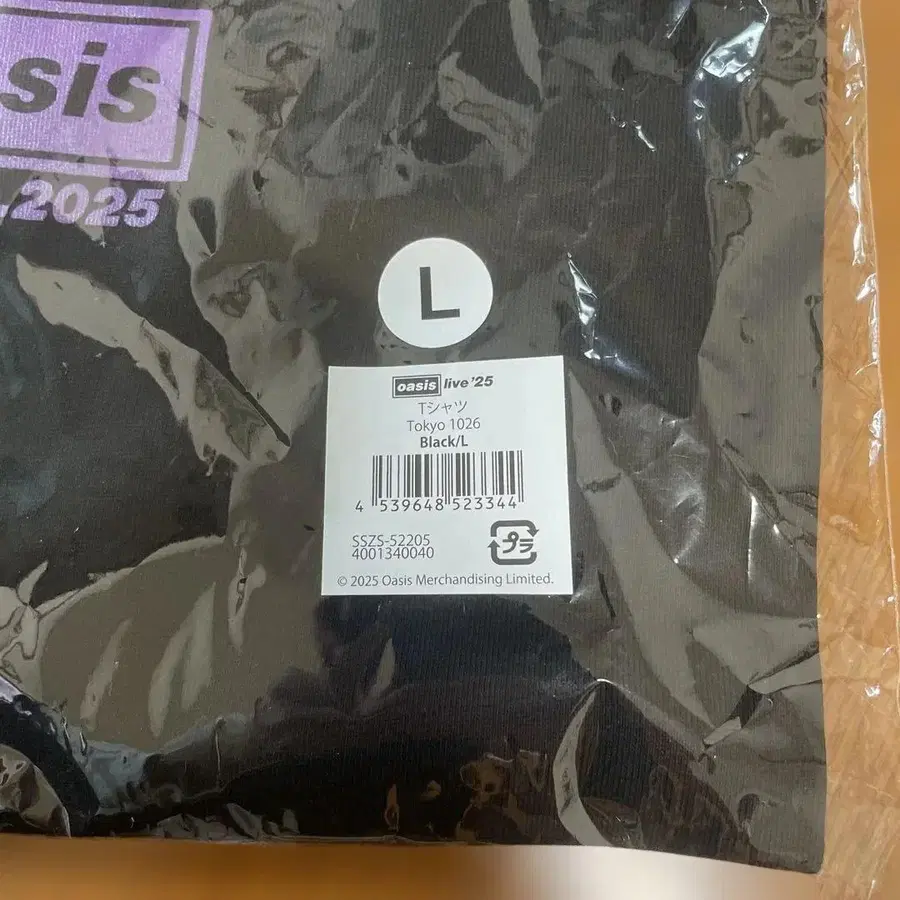 sis
.2025
L
oasis live '25
Tシャツ
Tokyo 1026
Black/L
4 539648 523344
SSZS-52205
4001340040
プラ
© 2025 Oasis Merchandising Limited.